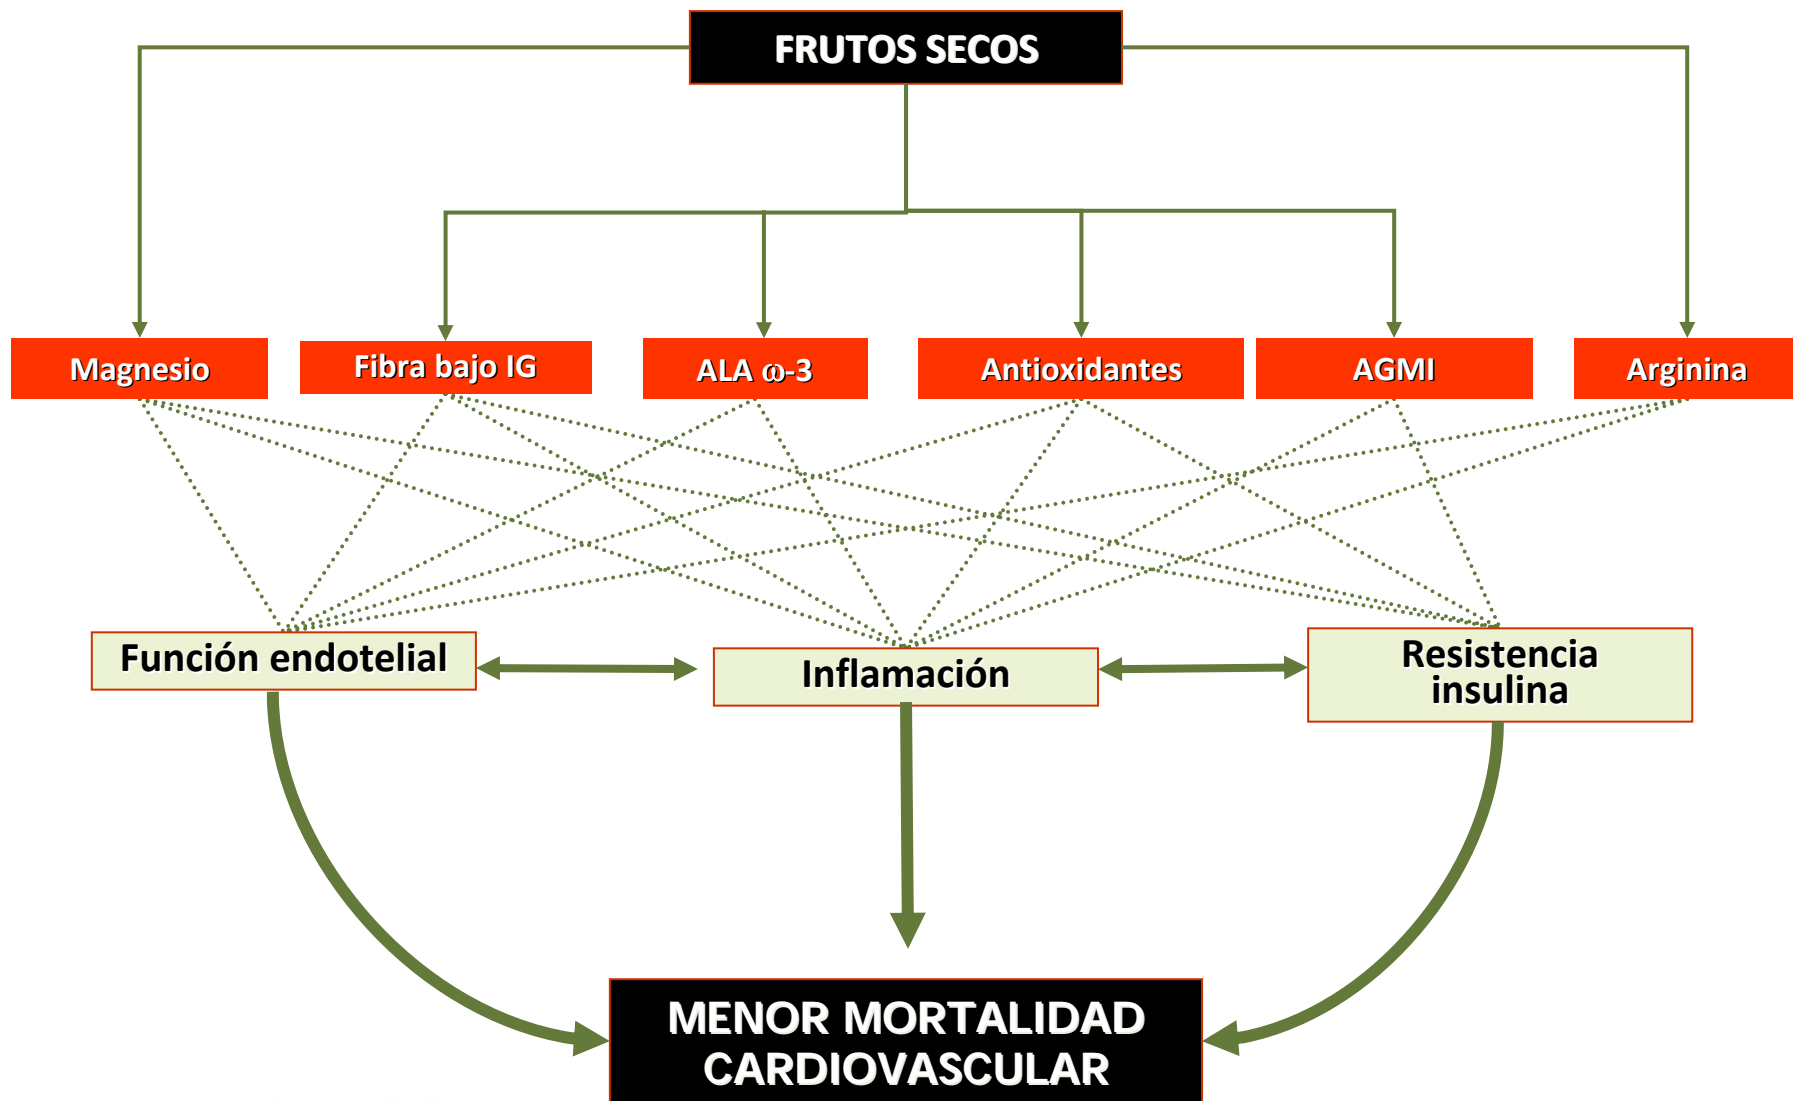 FRUTOS SECOS
Magnesio
Fibra bajo IG
ALA ω-3
Antioxidantes
AGMI
Arginina
Función endotelial
Inflamación
Resistencia
insulina
MENOR MORTALIDAD
CARDIOVASCULAR